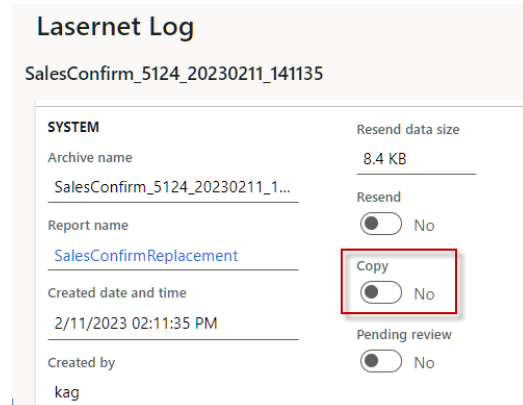 Lasernet Log
SalesConfirm_5124_20230211_141135
SYSTEM
Archive name
SalesConfirm_5124_20230211_1...
Report name
SalesConfirmReplacement
Created date and time
2/11/2023 02:11:35 PM
Created by
kag
Resend data size
8.4 KB
Resend
No
Copy
No
Pending review
No